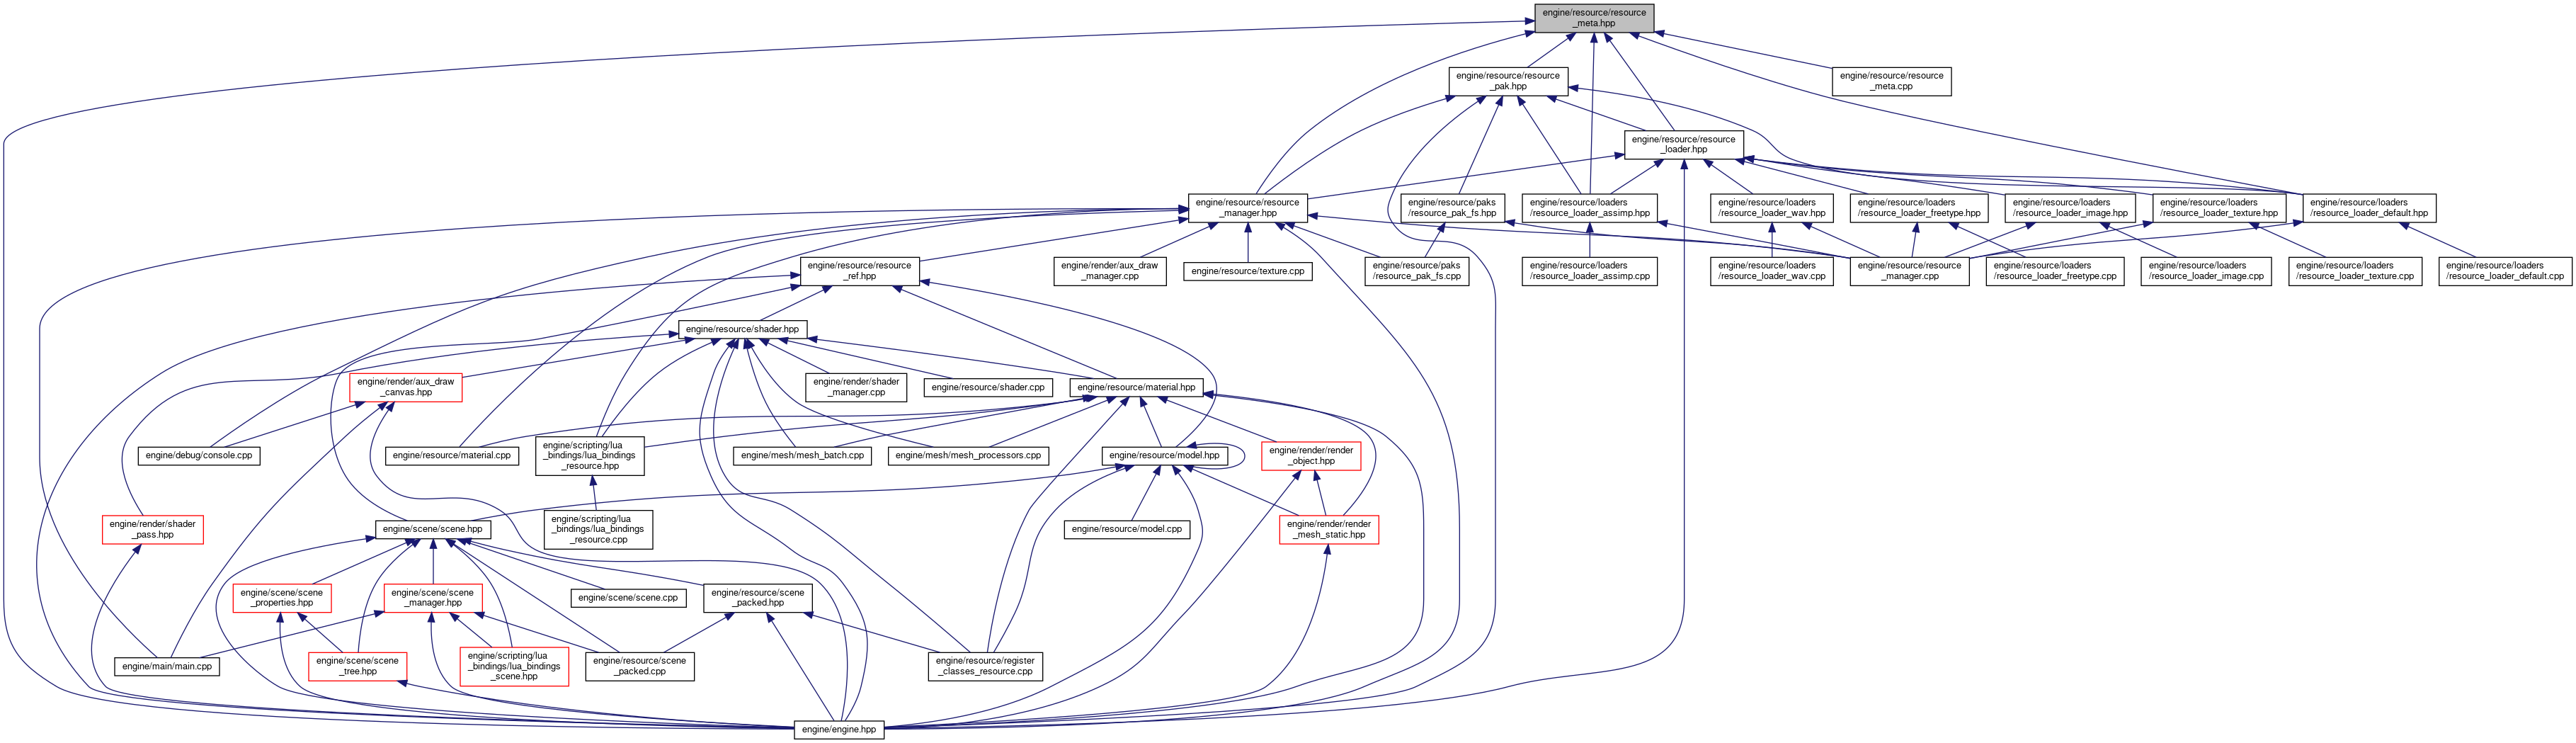 engine/resource/resource
_meta.hpp
engine/resource/resource
_pak.hpp
engine/resource/resource
_meta.cpp
engine/resource/resource
_loader.hpp
engine/resource/resource
_manager.hpp
engine/resource/paks
/resource_pak_fs.hpp
engine/resource/loaders
/resource_loader_assimp.hpp
engine/resource/loaders
/resource_loader_wav.hpp
engine/resource/loaders
/resource_loader_freetype.hpp
engine/resource/loaders
/resource_loader_image.hpp
engine/resource/loaders
/resource_loader_texture.hpp
engine/resource/loaders
/resource_loader_default.hpp
engine/resource/resource
_ref.hpp
engine/render/aux_draw
_manager.cpp
engine/resource/texture.cpp
engine/resource/paks
/resource_pak_fs.cpp
engine/resource/loaders
/resource_loader_assimp.cpp
engine/resource/loaders
/resource_loader_wav.cpp
engine/resource/resource
_manager.cpp
engine/resource/loaders
/resource_loader_freetype.cpp
engine/resource/loaders
/resource_loader_image.cpp
engine/resource/loaders
/resource_loader_texture.cpp
engine/resource/loaders
/resource_loader_default.cpp
engine/resource/shader.hpp
engine/render/aux_draw
_canvas.hpp
engine/render/shader
_manager.cpp
engine/resource/shader.cpp
engine/resource/material.hpp
engine/debug/console.cpp
engine/resource/material.cpp
engine/scripting/lua
_bindings/lua_bindings
_resource.hpp
engine/mesh/mesh_batch.cpp
engine/mesh/mesh_processors.cpp
engine/resource/model.hpp
engine/render/render
_object.hpp
engine/render/shader
_pass.hpp
engine/scene/scene.hpp
engine/scripting/lua
_bindings/lua_bindings
_resource.cpp
engine/resource/model.cpp
engine/render/render
_mesh_static.hpp
engine/scene/scene
_properties.hpp
engine/scene/scene
_manager.hpp
engine/scene/scene.cpp
engine/resource/scene
_packed.hpp
engine/main/main.cpp
engine/scene/scene
_tree.hpp
engine/scripting/lua
_bindings/lua_bindings
_scene.hpp
engine/resource/scene
_packed.cpp
engine/resource/register
_classes_resource.cpp
engine/engine.hpp